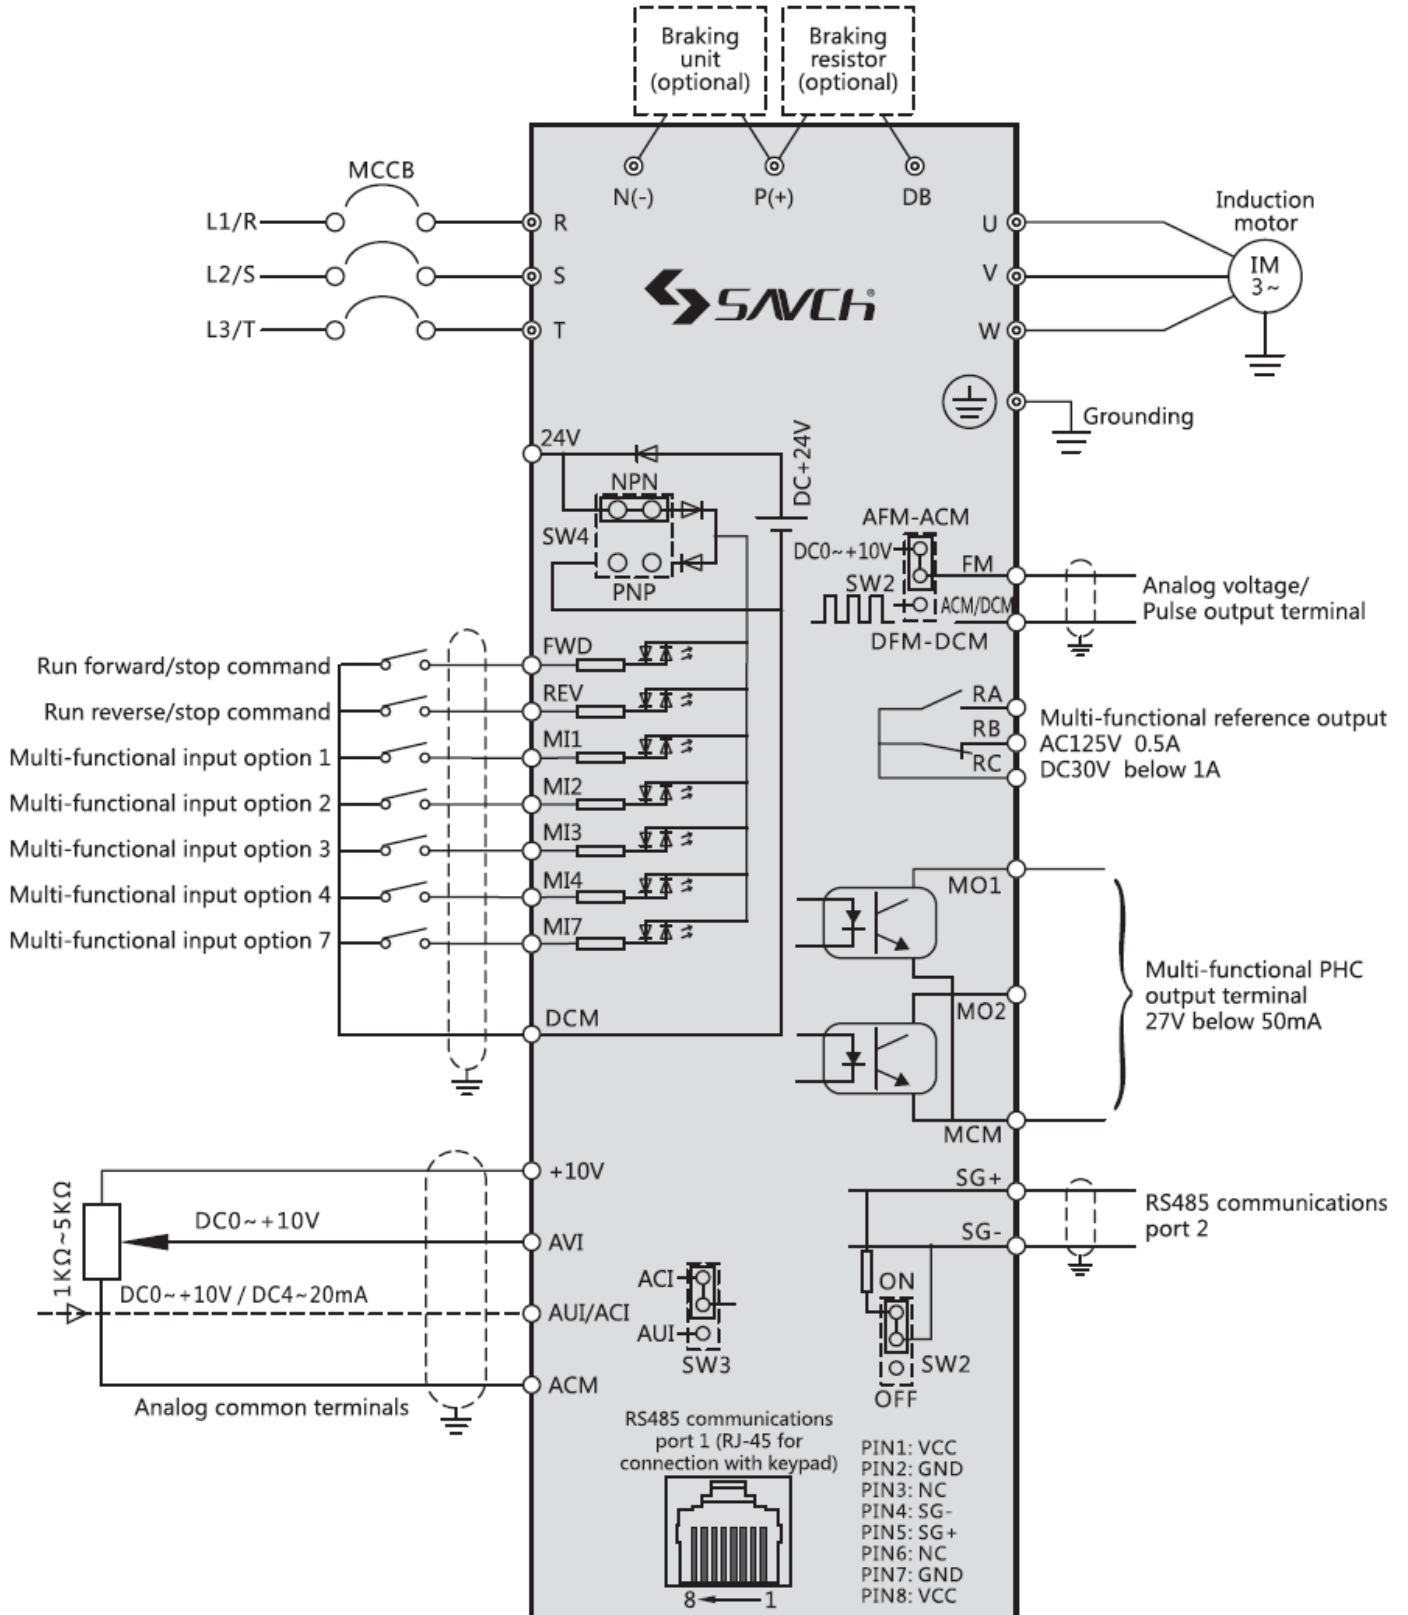 Braking
unit
(optional)
Braking
resistor
(optional)
MCCB
N(-)
P(+)
DB
L1/R
R
L2/S
S
L3/T
T
SAVCH®
U
V
W
Induction
motor
IM
3~
Grounding
24V
DC+24V
NPN
SW4
PNP
AFM-ACM
DC0~+10V
FM
SW2
ACM/DCM
DFM-DCM
Analog voltage/
Pulse output terminal
Run forward/stop command
FWD
Run reverse/stop command
REV
Multi-functional input option 1
MI1
Multi-functional input option 2
MI2
Multi-functional input option 3
MI3
Multi-functional input option 4
MI4
Multi-functional input option 7
MI7
DCM
RA
RB
RC
Multi-functional reference output
AC125V 0.5A
DC30V below 1A
MO1
MO2
MCM
Multi-functional PHC
output terminal
27V below 50mA
+10V
1KΩ~5KΩ
DC0~+10V
AVI
DC0~+10V / DC4~20mA
AUI/ACI
ACM
Analog common terminals
ACI
AUI
SW3
SG+
SG-
RS485 communications
port 2
ON
SW2
OFF
RS485 communications
port 1 (RJ-45 for
connection with keypad)
8
1
PIN1: VCC
PIN2: GND
PIN3: NC
PIN4: SG-
PIN5: SG+
PIN6: NC
PIN7: GND
PIN8: VCC